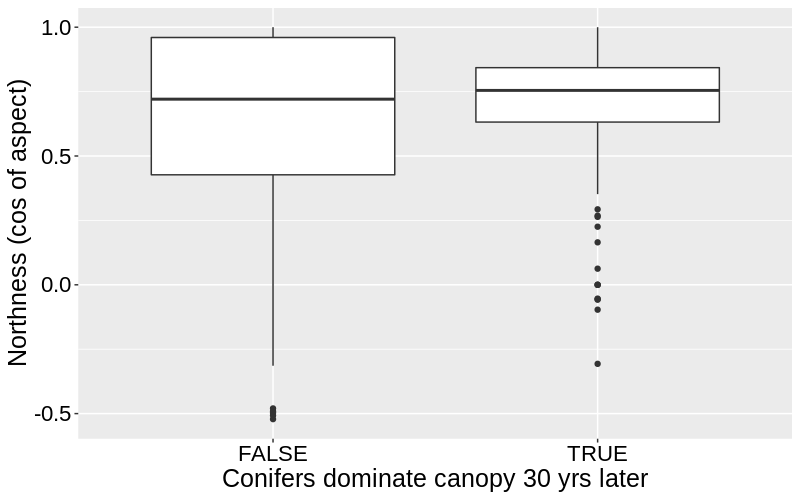 Northness (cos of aspect)
1.0
0.5
0.0
-0.5
FALSE TRUE
Conifers dominate canopy 30 yrs later